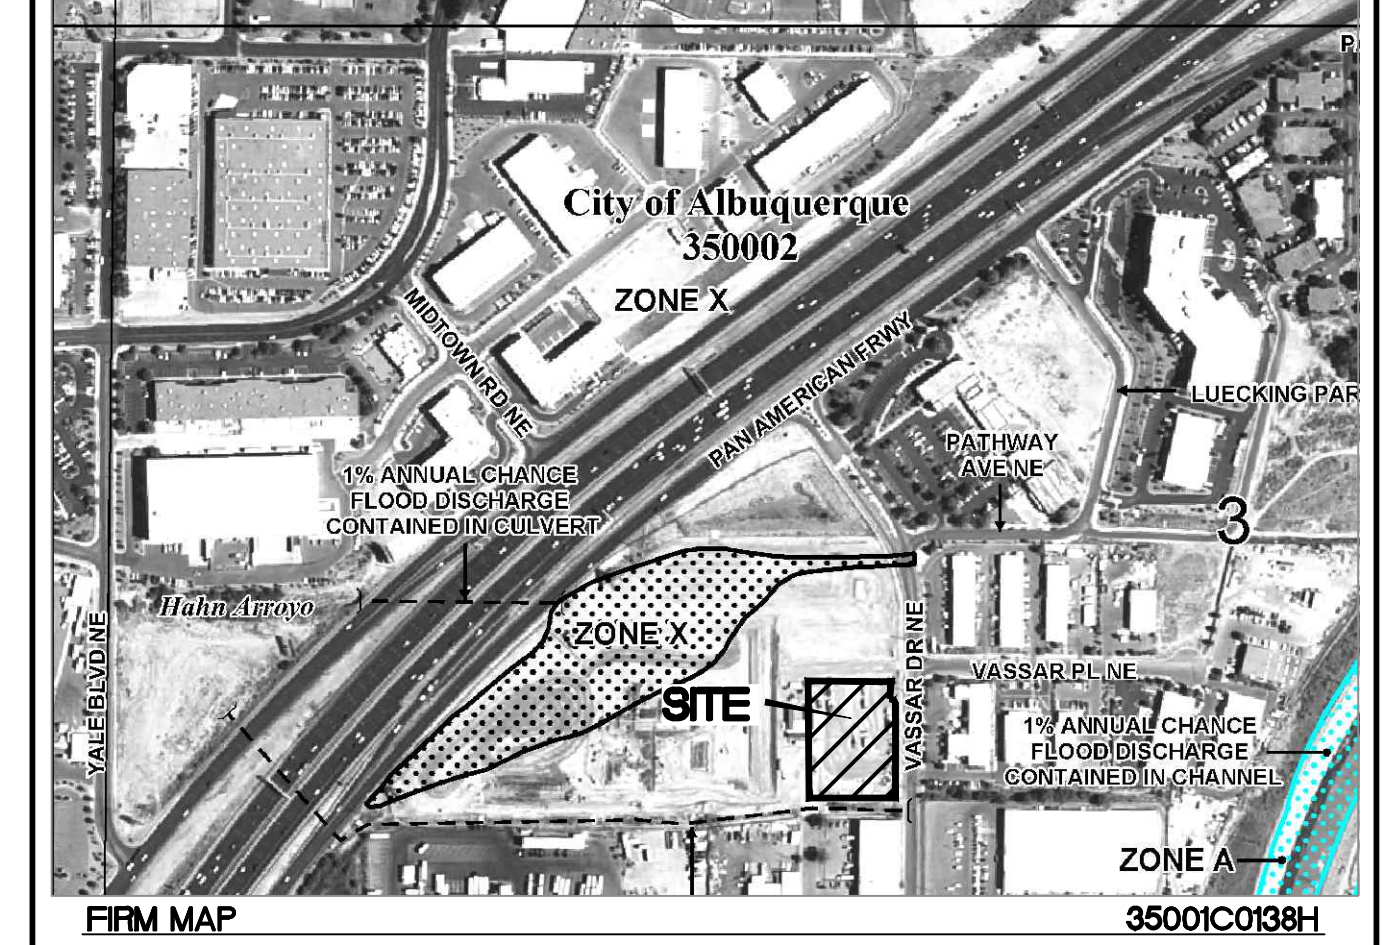 City of Albuquerque
350002
ZONE X
MIDTOWN RD NE
PAN AMERICAN FRWY
LUECKING PAR
PATHWAY
AVE NE
1% ANNUAL CHANCE
FLOOD DISCHARGE
CONTAINED IN CULVERT
3
Hahn Arroyo
ZONE X
YALE BLVD NE
VASSAR DR NE
VASSAR PL NE
SITE
1% ANNUAL CHANCE
FLOOD DISCHARGE
CONTAINED IN CHANNEL
ZONE A
FIRM MAP
35001C0138H